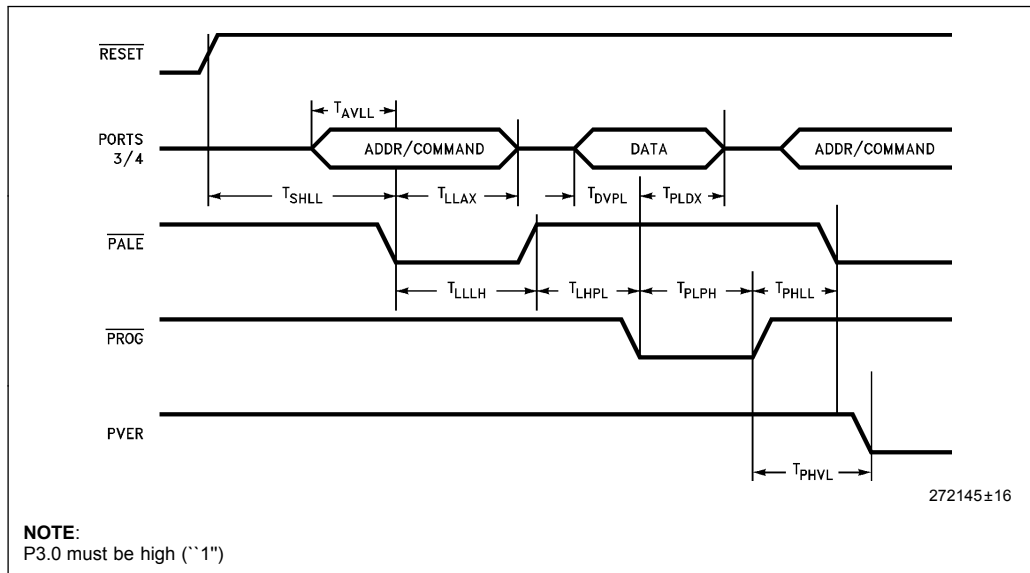 RESET
T_AVLL
PORTS
3/4
ADDR/COMMAND
DATA
ADDR/COMMAND
T_SHLL
T_LLAX
T_DVPL
T_PLDX
PALE
T_LLLH
T_LHPL
T_PLPH
T_PHLL
PROG
PVER
T_PHVL
272145±16
NOTE:
P3.0 must be high (``1'')